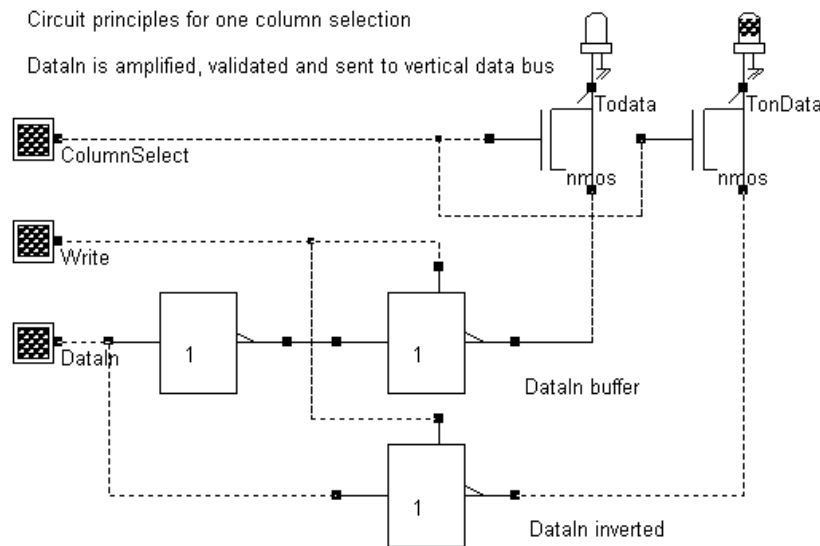 Circuit principles for one column selection
DataIn is amplified, validated and sent to vertical data bus
Todata
TonData
ColumnSelect
nmos
nmos
Write
1
1
DataIn
DataIn buffer
1
DataIn inverted